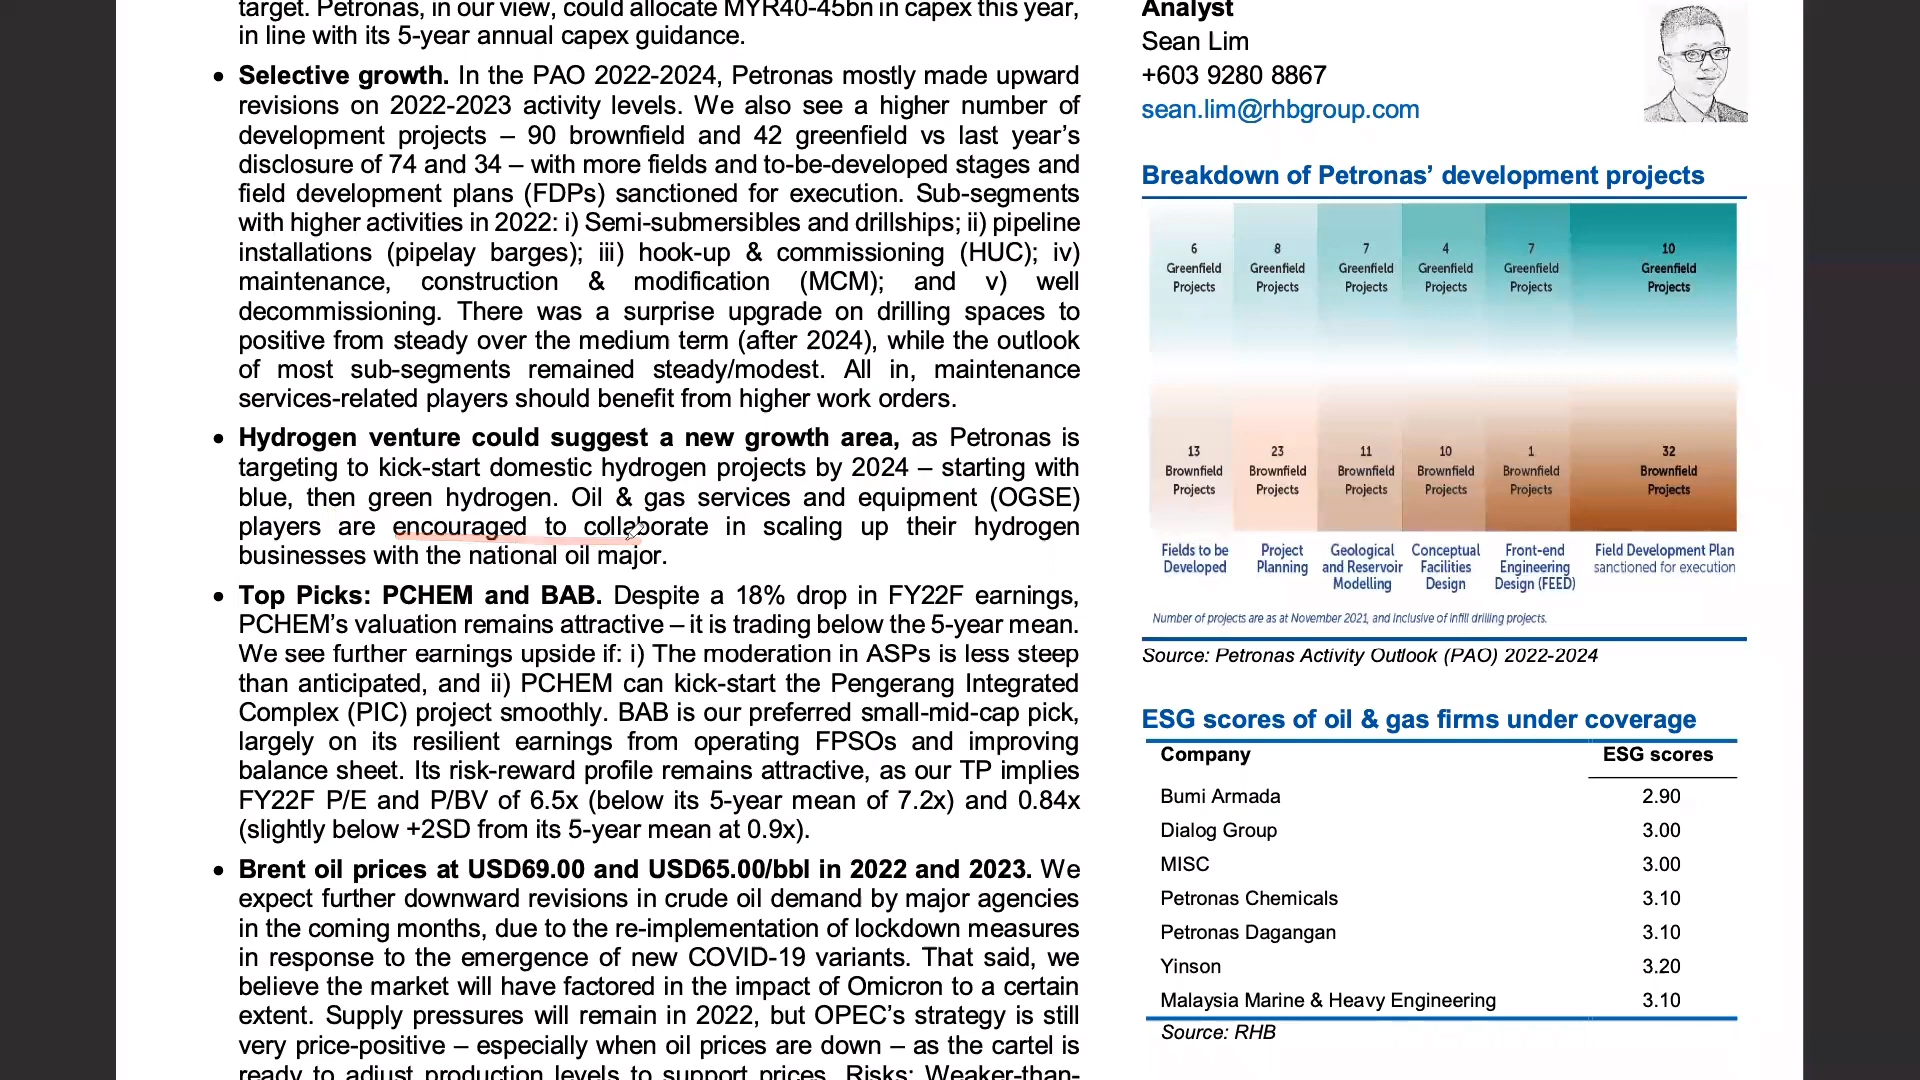 target. Petronas, in our view, could allocate MYR40-45bn in capex this year,
in line with its 5-year annual capex guidance.
• Selective growth. In the PAO 2022-2024, Petronas mostly made upward
revisions on 2022-2023 activity levels. We also see a higher number of
development projects – 90 brownfield and 42 greenfield vs last year’s
disclosure of 74 and 34 – with more fields and to-be-developed stages and
field development plans (FDPs) sanctioned for execution. Sub-segments
with higher activities in 2022: i) Semi-submersibles and drillships; ii) pipeline
installations (pipelay barges); iii) hook-up & commissioning (HUC); iv)
maintenance, construction & modification (MCM); and v) well
decommissioning. There was a surprise upgrade on drilling spaces to
positive from steady over the medium term (after 2024), while the outlook
of most sub-segments remained steady/modest. All in, maintenance
services-related players should benefit from higher work orders.
• Hydrogen venture could suggest a new growth area, as Petronas is
targeting to kick-start domestic hydrogen projects by 2024 – starting with
blue, then green hydrogen. Oil & gas services and equipment (OGSE)
players are encouraged to collaborate in scaling up their hydrogen
businesses with the national oil major.
• Top Picks: PCHEM and BAB. Despite a 18% drop in FY22F earnings,
PCHEM’s valuation remains attractive – it is trading below the 5-year mean.
We see further earnings upside if: i) The moderation in ASPs is less steep
than anticipated, and ii) PCHEM can kick-start the Pengerang Integrated
Complex (PIC) project smoothly. BAB is our preferred small-mid-cap pick,
largely on its resilient earnings from operating FPSOs and improving
balance sheet. Its risk-reward profile remains attractive, as our TP implies
FY22F P/E and P/BV of 6.5x (below its 5-year mean of 7.2x) and 0.84x
(slightly below +2SD from its 5-year mean at 0.9x).
• Brent oil prices at USD69.00 and USD65.00/bbl in 2022 and 2023. We
expect further downward revisions in crude oil demand by major agencies
in the coming months, due to the re-implementation of lockdown measures
in response to the emergence of new COVID-19 variants. That said, we
believe the market will have factored in the impact of Omicron to a certain
extent. Supply pressures will remain in 2022, but OPEC’s strategy is still
very price-positive – especially when oil prices are down – as the cartel is
ready to adjust production levels to support prices. Risks: Weaker-than-
Analyst
Sean Lim
+603 9280 8867
sean.lim@rhbgroup.com
Breakdown of Petronas’ development projects
6 8 7 4 7 10
Greenfield Greenfield Greenfield Greenfield Greenfield Greenfield
Projects Projects Projects Projects Projects Projects
13 23 11 10 1 32
Brownfield Brownfield Brownfield Brownfield Brownfield Brownfield
Projects Projects Projects Projects Projects Projects
Fields to be Project Geological Conceptual Front-end Field Development Plan
Developed Planning and Reservoir Facilities Engineering sanctioned for execution
Modelling Design Design (FEED)
Number of projects are as at November 2021, and inclusive of infill drilling projects.
Source: Petronas Activity Outlook (PAO) 2022-2024
ESG scores of oil & gas firms under coverage
Company ESG scores
Bumi Armada 2.90
Dialog Group 3.00
MISC 3.00
Petronas Chemicals 3.10
Petronas Dagangan 3.10
Yinson 3.20
Malaysia Marine & Heavy Engineering 3.10
Source: RHB